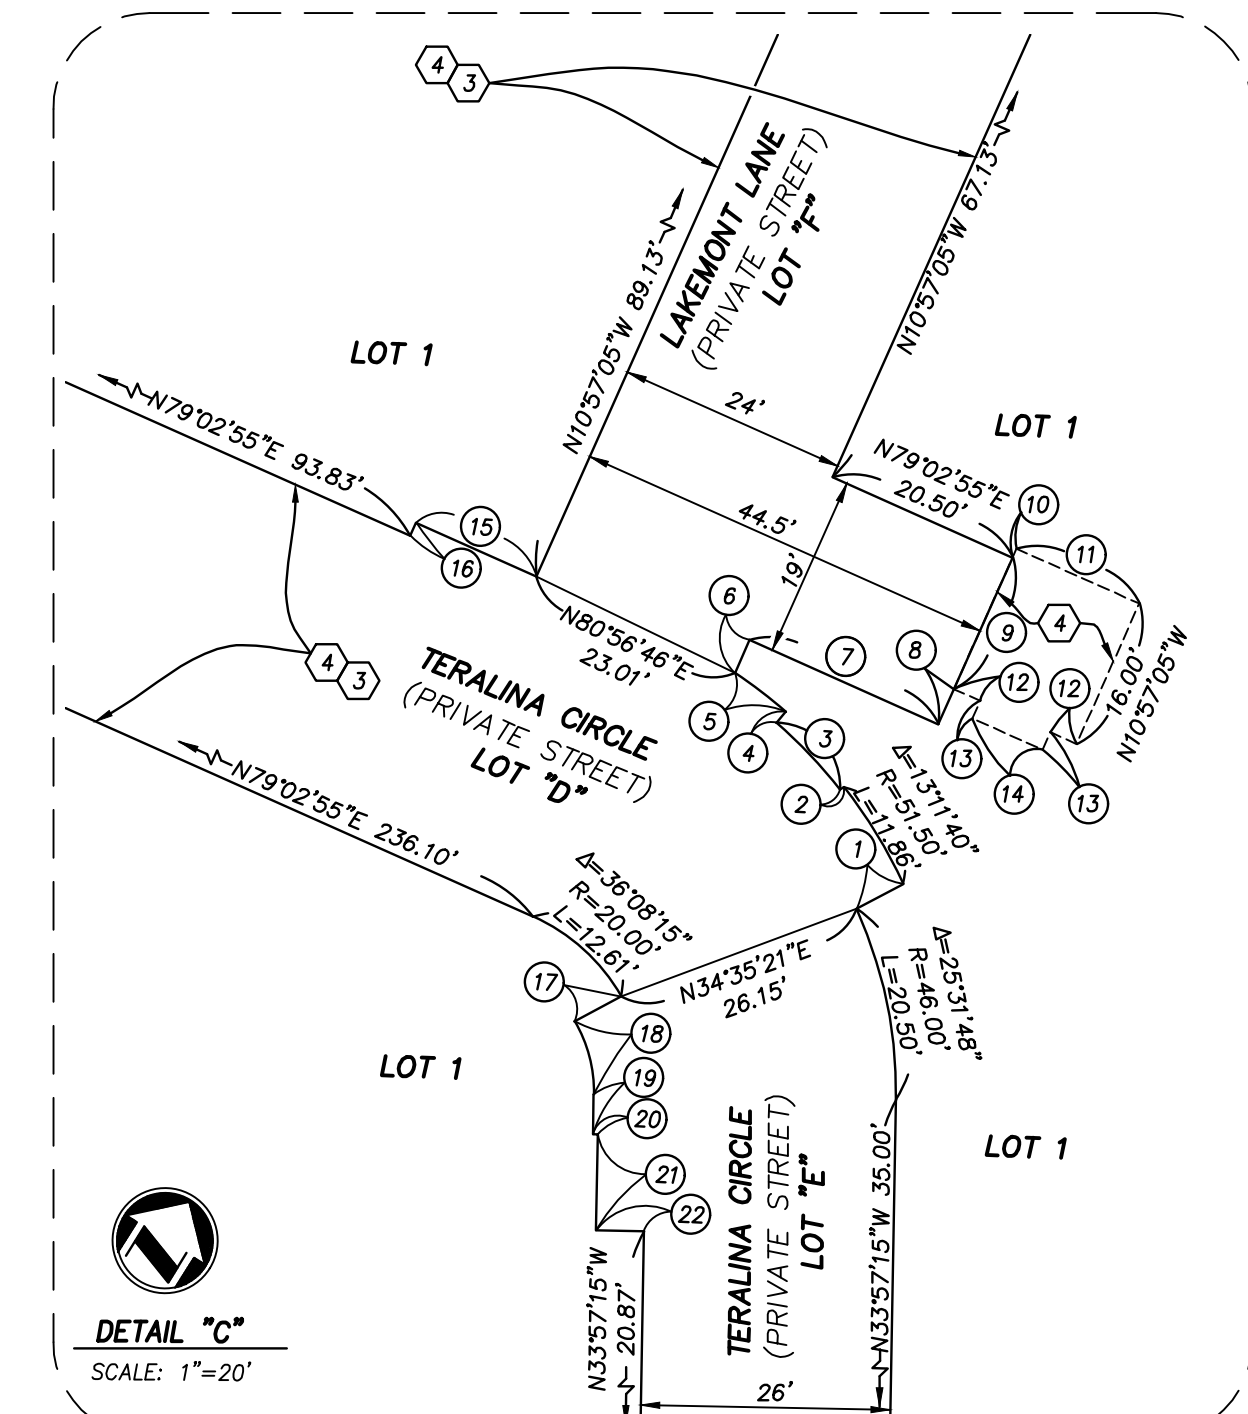 4
3
LAKEMONT LANE
(PRIVATE STREET)
LOT "F"
N10°57'05"W 89.13'
N10°57'05"W 67.13'
LOT 1
N79°02'55"E 93.83'
24'
LOT 1
N79°02'55"E
20.50'
10
44.5'
15
16
11
19'
6
N80°56'46"E
23.01'
7
8
9
4
12
12
16.00'
N10°57'05"W
4
3
TERALINA CIRCLE
(PRIVATE STREET)
LOT "D"
5
4
3
13
14
13
2
N79°02'55"E 236.10'
Δ=13°11'40"
R=51.50'
L=11.86'
1
Δ=36°08'15"
R=20.00'
L=12.61'
17
N34°35'21"E
26.15'
Δ=25°31'48"
R=46.00'
L=20.50'
18
LOT 1
19
20
21
22
TERALINA CIRCLE
(PRIVATE STREET)
LOT "E"
LOT 1
N33°57'15"W 35.00'
N33°57'15"W
20.87'
26'
DETAIL "C"
SCALE: 1"=20'